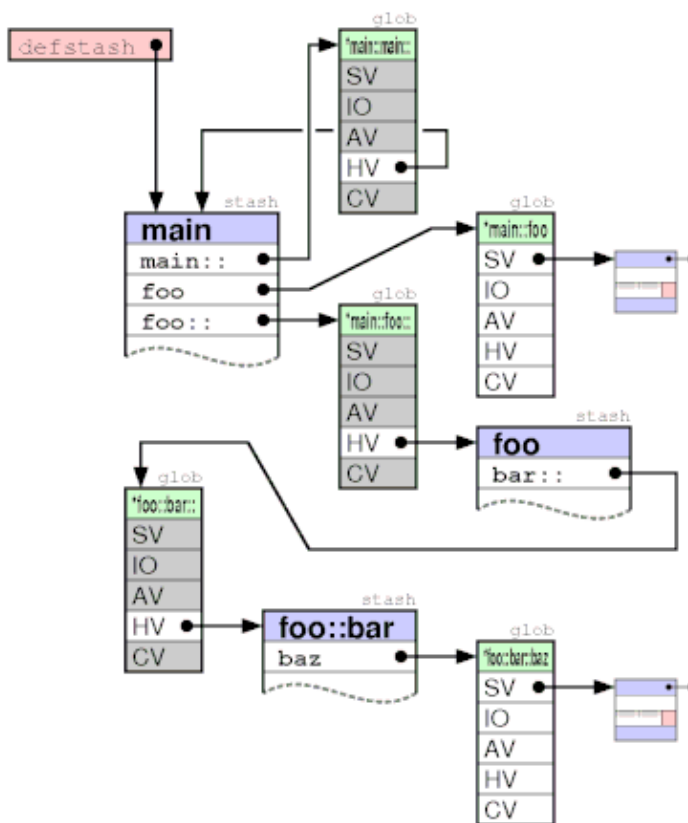 glob
defstash
*main::main::
SV
IO
AV
HV
CV
stash
main
main::
foo
foo::
glob
*main::foo
SV
IO
AV
HV
CV
glob
*main::foo::
SV
IO
AV
HV
CV
stash
foo
bar::
glob
*foo::bar::
SV
IO
AV
HV
CV
stash
foo::bar
baz
glob
*foo::bar::baz
SV
IO
AV
HV
CV